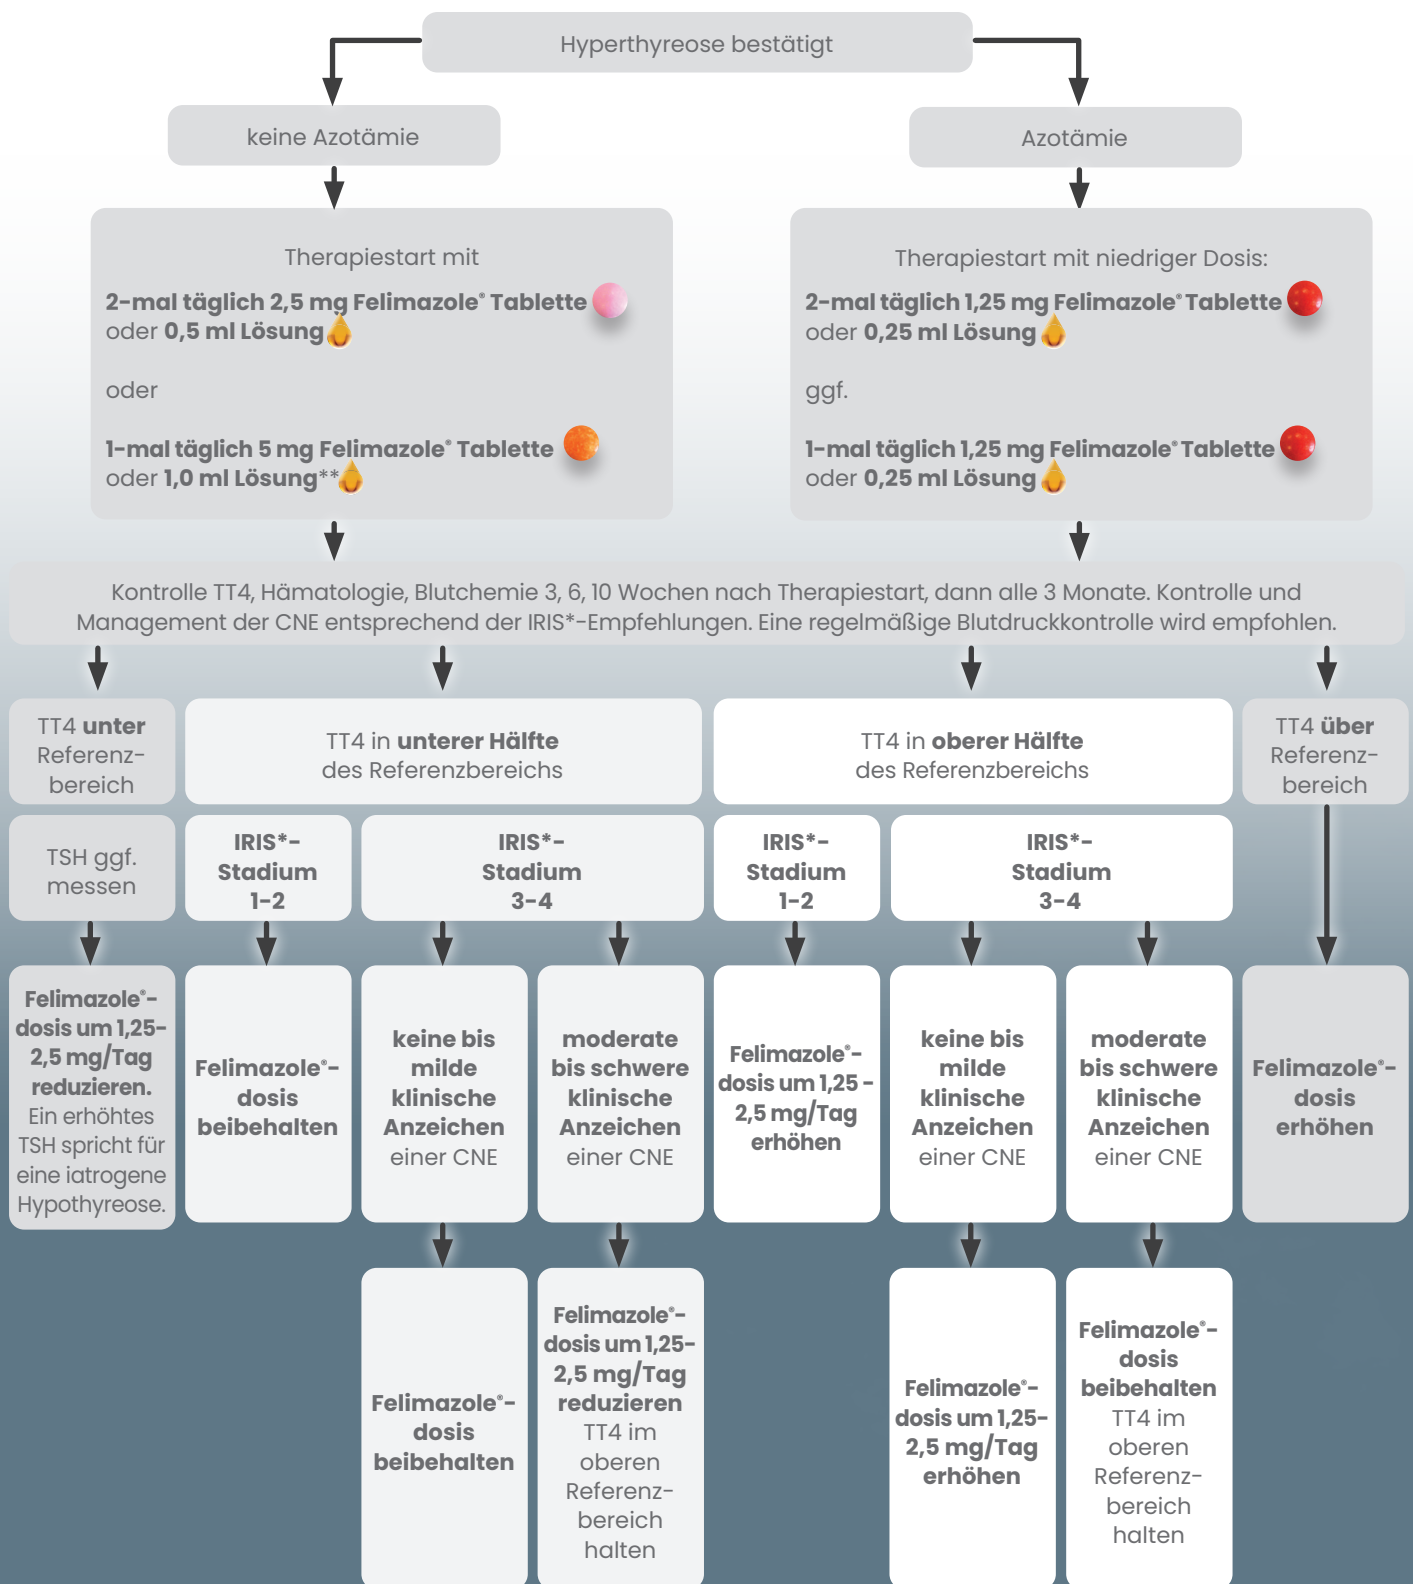 Hyperthyreose bestätigt
keine Azotämie
Azotämie
Therapiestart mit
2-mal täglich 2,5 mg Felimazole® Tablette
oder 0,5 ml Lösung
oder
1-mal täglich 5 mg Felimazole® Tablette
oder 1,0 ml Lösung**
Therapiestart mit niedriger Dosis:
2-mal täglich 1,25 mg Felimazole® Tablette
oder 0,25 ml Lösung
ggf.
1-mal täglich 1,25 mg Felimazole® Tablette
oder 0,25 ml Lösung
Kontrolle TT4, Hämatologie, Blutchemie 3, 6, 10 Wochen nach Therapiestart, dann alle 3 Monate. Kontrolle und
Management der CNE entsprechend der IRIS*-Empfehlungen. Eine regelmäßige Blutdruckkontrolle wird empfohlen.
TT4 unter
Referenz-
bereich
TT4 in unterer Hälfte
des Referenzbereichs
TT4 in oberer Hälfte
des Referenzbereichs
TT4 über
Referenz-
bereich
TSH ggf.
messen
IRIS*-
Stadium
1-2
IRIS*-
Stadium
3-4
IRIS*-
Stadium
1-2
IRIS*-
Stadium
3-4
Felimazole®-
dosis um 1,25-
2,5 mg/Tag
reduzieren.
Ein erhöhtes
TSH spricht für
eine iatrogene
Hypothyreose.
Felimazole®-
dosis
beibehalten
keine bis
milde
klinische
Anzeichen
einer CNE
moderate
bis schwere
klinische
Anzeichen
einer CNE
Felimazole®-
dosis um 1,25 -
2,5 mg/Tag
erhöhen
keine bis
milde
klinische
Anzeichen
einer CNE
moderate
bis schwere
klinische
Anzeichen
einer CNE
Felimazole®-
dosis
erhöhen
Felimazole®-
dosis
beibehalten
Felimazole®-
dosis um 1,25-
2,5 mg/Tag
reduzieren
TT4 im
oberen
Referenz-
bereich
halten
Felimazole®-
dosis um 1,25-
2,5 mg/Tag
erhöhen
Felimazole®-
dosis
beibehalten
TT4 im
oberen
Referenz-
bereich
halten